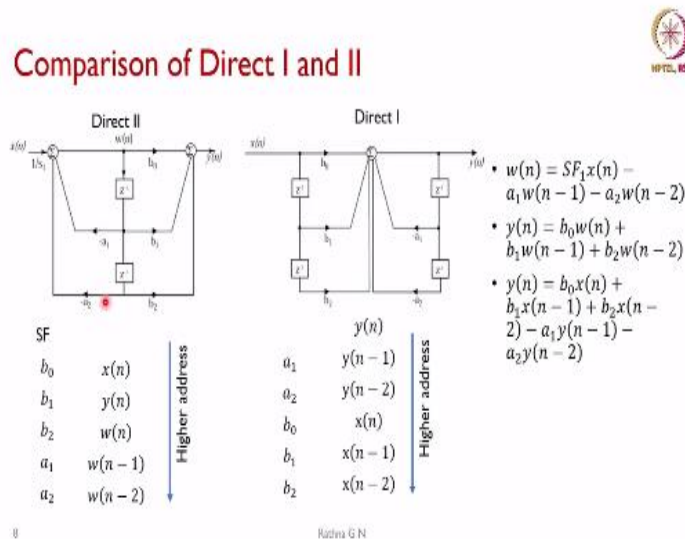 Comparison of Direct I and II
Direct II
x(n)
1/s₁
w(n)
b₀
y(n)
z⁻¹
-a₁
b₁
z⁻¹
-a₂
b₂
Direct I
x(n)
b₀
y(n)
z⁻¹
z⁻¹
b₁
-a₁
z⁻¹
z⁻¹
b₂
-a₂
• w(n) = SF₁x(n) −
a₁w(n − 1) − a₂w(n − 2)
• y(n) = b₀w(n) +
b₁w(n − 1) + b₂w(n − 2)
• y(n) = b₀x(n) +
b₁x(n − 1) + b₂x(n −
2) − a₁y(n − 1) −
a₂y(n − 2)
SF
b₀ x(n)
b₁ y(n)
b₂ w(n)
a₁ w(n − 1)
a₂ w(n − 2)
Higher address
y(n)
a₁ y(n − 1)
a₂ y(n − 2)
b₀ x(n)
b₁ x(n − 1)
b₂ x(n − 2)
Higher address
8
Rathna G N